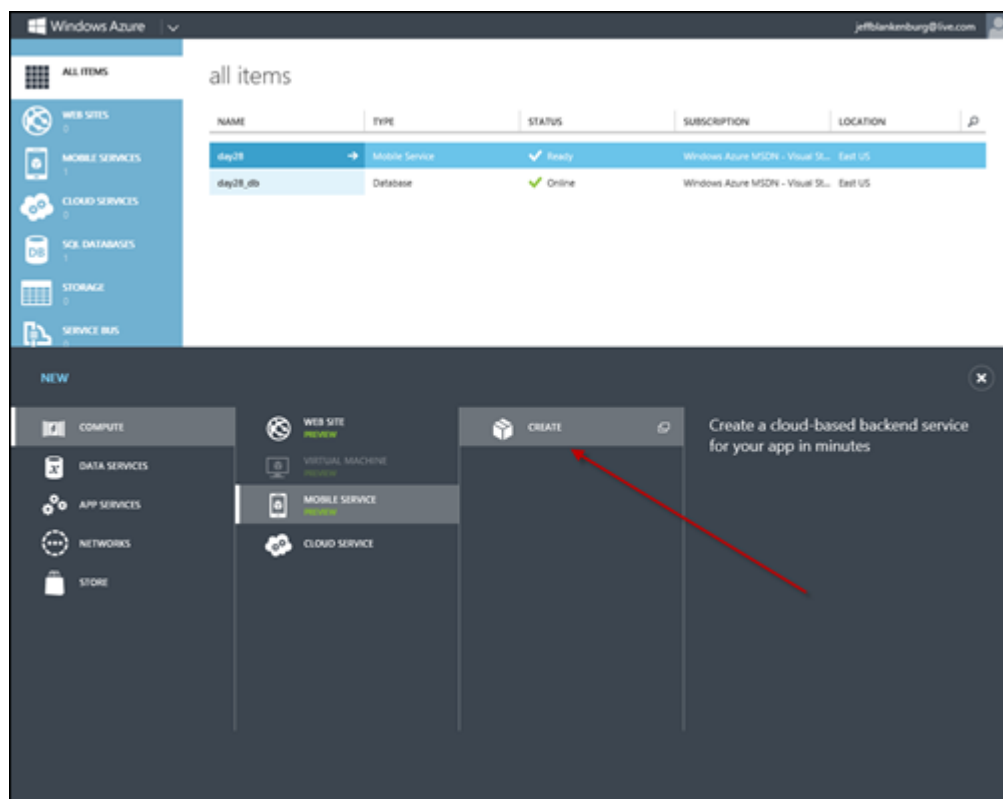 Windows Azure
jeffblankenburg@live.com
ALL ITEMS
WEB SITES
0
MOBILE SERVICES
1
CLOUD SERVICES
0
SQL DATABASES
1
STORAGE
0
SERVICE BUS
0
all items
NAME TYPE STATUS SUBSCRIPTION LOCATION
day28 Mobile Service Ready Windows Azure MSDN - Visual St... East US
day28_db Database Online Windows Azure MSDN - Visual St... East US
NEW
COMPUTE
DATA SERVICES
APP SERVICES
NETWORKS
STORE
WEB SITE
PREVIEW
VIRTUAL MACHINE
PREVIEW
MOBILE SERVICE
PREVIEW
CLOUD SERVICE
CREATE
Create a cloud-based backend service
for your app in minutes